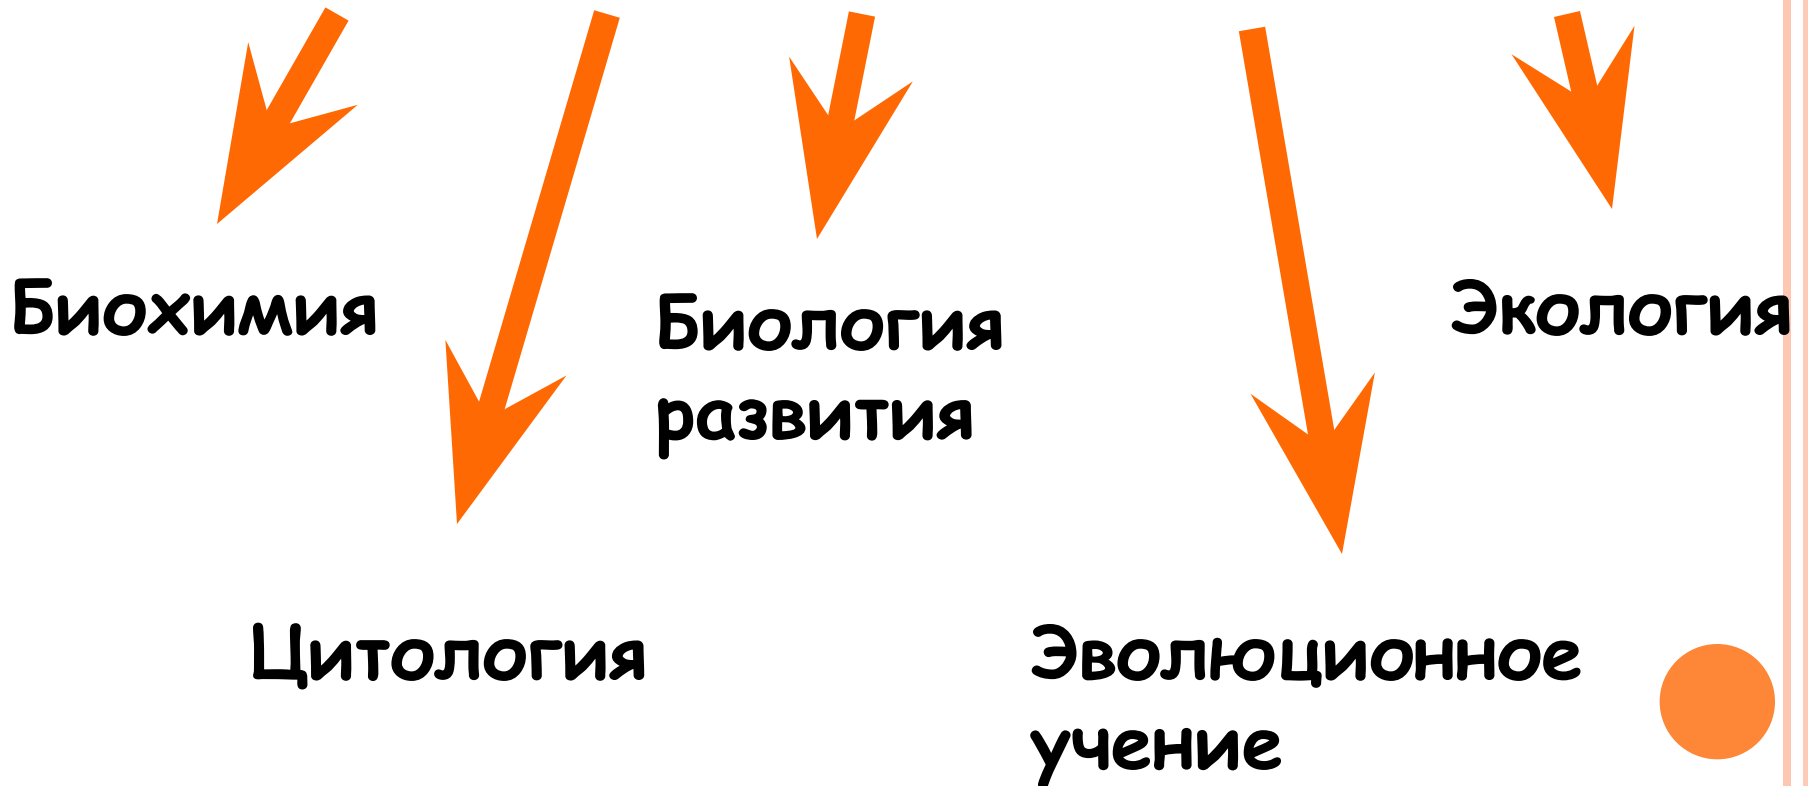 Биохимия
Биология
развития
Экология
Цитология
Эволюционное
учение